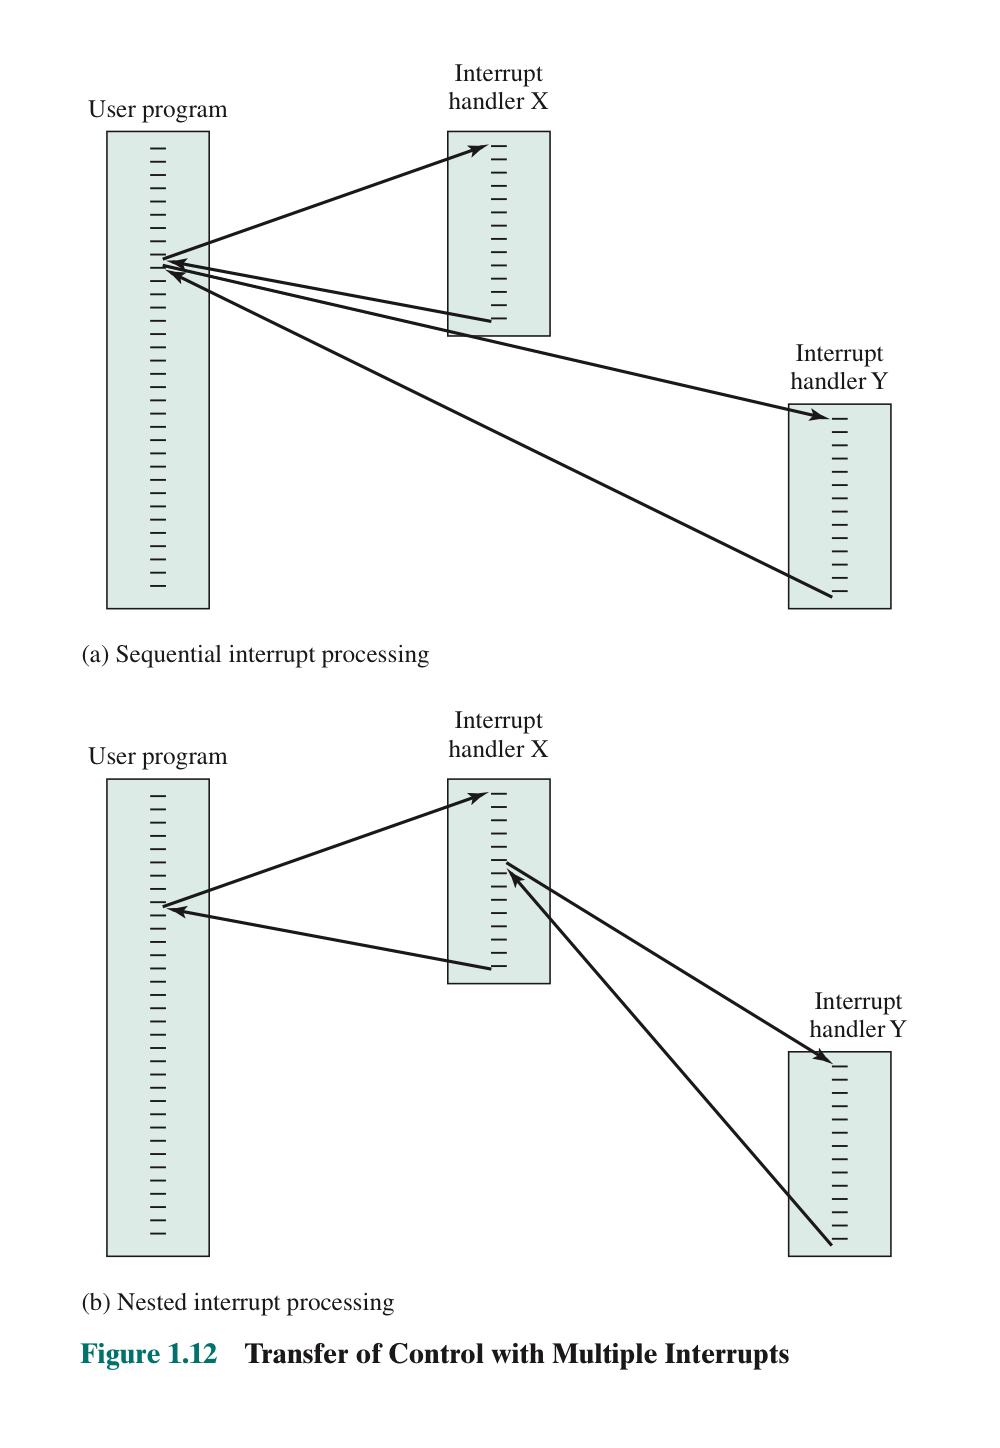 Interrupt
handler X
User program
Interrupt
handler Y
(a) Sequential interrupt processing
Interrupt
handler X
User program
Interrupt
handler Y
(b) Nested interrupt processing
Figure 1.12 Transfer of Control with Multiple Interrupts